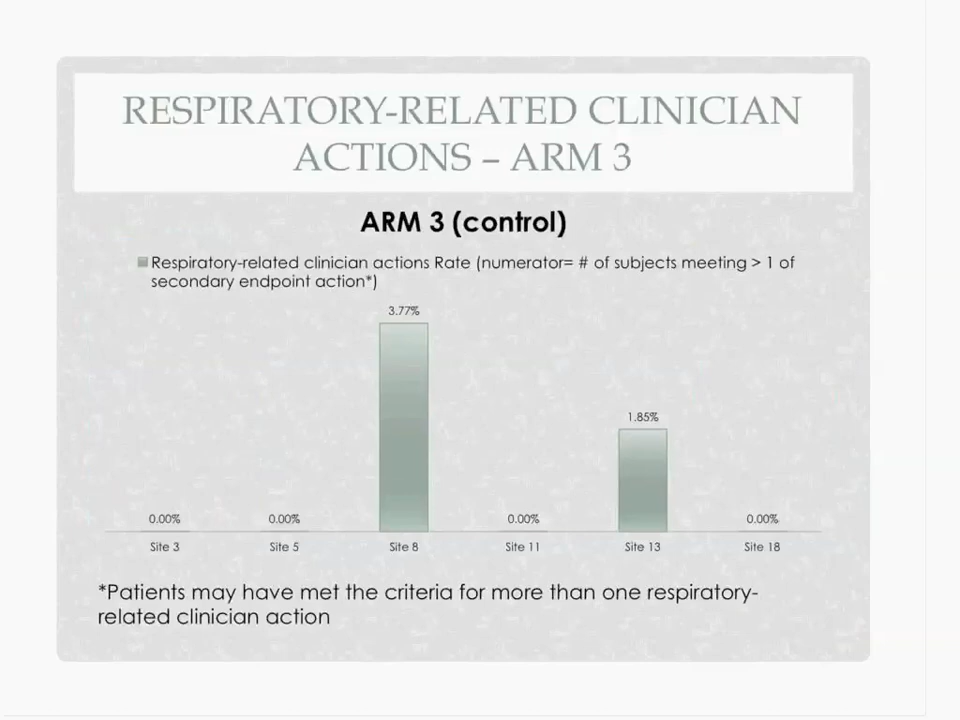 RESPIRATORY-RELATED CLINICIAN
ACTIONS – ARM 3
ARM 3 (control)
Respiratory-related clinician actions Rate (numerator= # of subjects meeting > 1 of
secondary endpoint action*)
3.77%
1.85%
0.00% 0.00% 0.00% 0.00%
Site 3 Site 5 Site 8 Site 11 Site 13 Site 18
*Patients may have met the criteria for more than one respiratory-
related clinician action